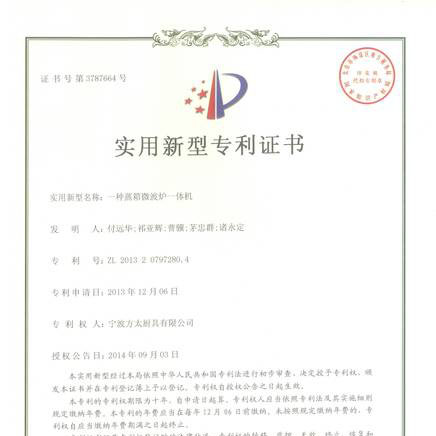 证书号第3787664号
实用新型专利证书
实用新型名称：一种蒸箱微波炉一体机
发 明 人：付远华;祁亚辉;曹骥;茅忠群;诸永定
专 利 号：ZL 2013 2 0797280.4
专利申请日：2013年12月06日
专 利 权 人：宁波方太厨具有限公司
授权公告日：2014年09月03日
本实用新型经过本局依照中华人民共和国专利法进行初步审查，决定授予专利权，颁
发本证书并在专利登记簿上予以登记。专利权自授权公告之日起生效。
本专利的专利权期限为十年，自申请日起算。专利权人应当依照专利法及其实施细则
规定缴纳年费。本专利的年费应当在每年12月06日前缴纳。未按照规定缴纳年费的，专
利权自应当缴纳年费期满之日起终止。